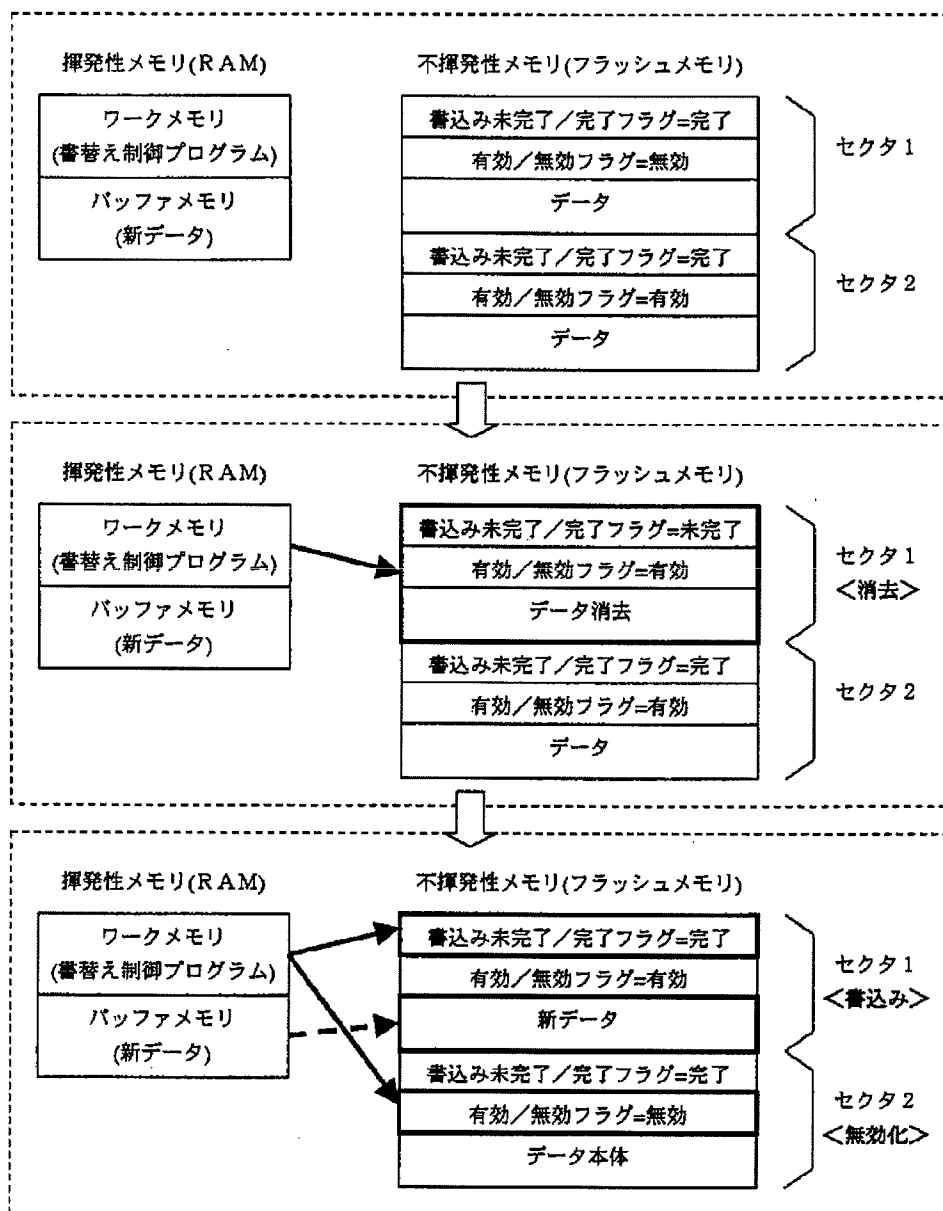 揮発性メモリ(RAM)
不揮発性メモリ(フラッシュメモリ)
ワークメモリ
(書替え制御プログラム)
バッファメモリ
(新データ)
書込み未完了／完了フラグ=完了
有効／無効フラグ=無効
データ
書込み未完了／完了フラグ=完了
有効／無効フラグ=有効
データ
セクタ1
セクタ2
揮発性メモリ(RAM)
不揮発性メモリ(フラッシュメモリ)
ワークメモリ
(書替え制御プログラム)
バッファメモリ
(新データ)
書込み未完了／完了フラグ=未完了
有効／無効フラグ=有効
データ消去
書込み未完了／完了フラグ=完了
有効／無効フラグ=有効
データ
セクタ1
＜消去＞
セクタ2
揮発性メモリ(RAM)
不揮発性メモリ(フラッシュメモリ)
ワークメモリ
(書替え制御プログラム)
バッファメモリ
(新データ)
書込み未完了／完了フラグ=完了
有効／無効フラグ=有効
新データ
書込み未完了／完了フラグ=完了
有効／無効フラグ=無効
データ本体
セクタ1
＜書込み＞
セクタ2
＜無効化＞